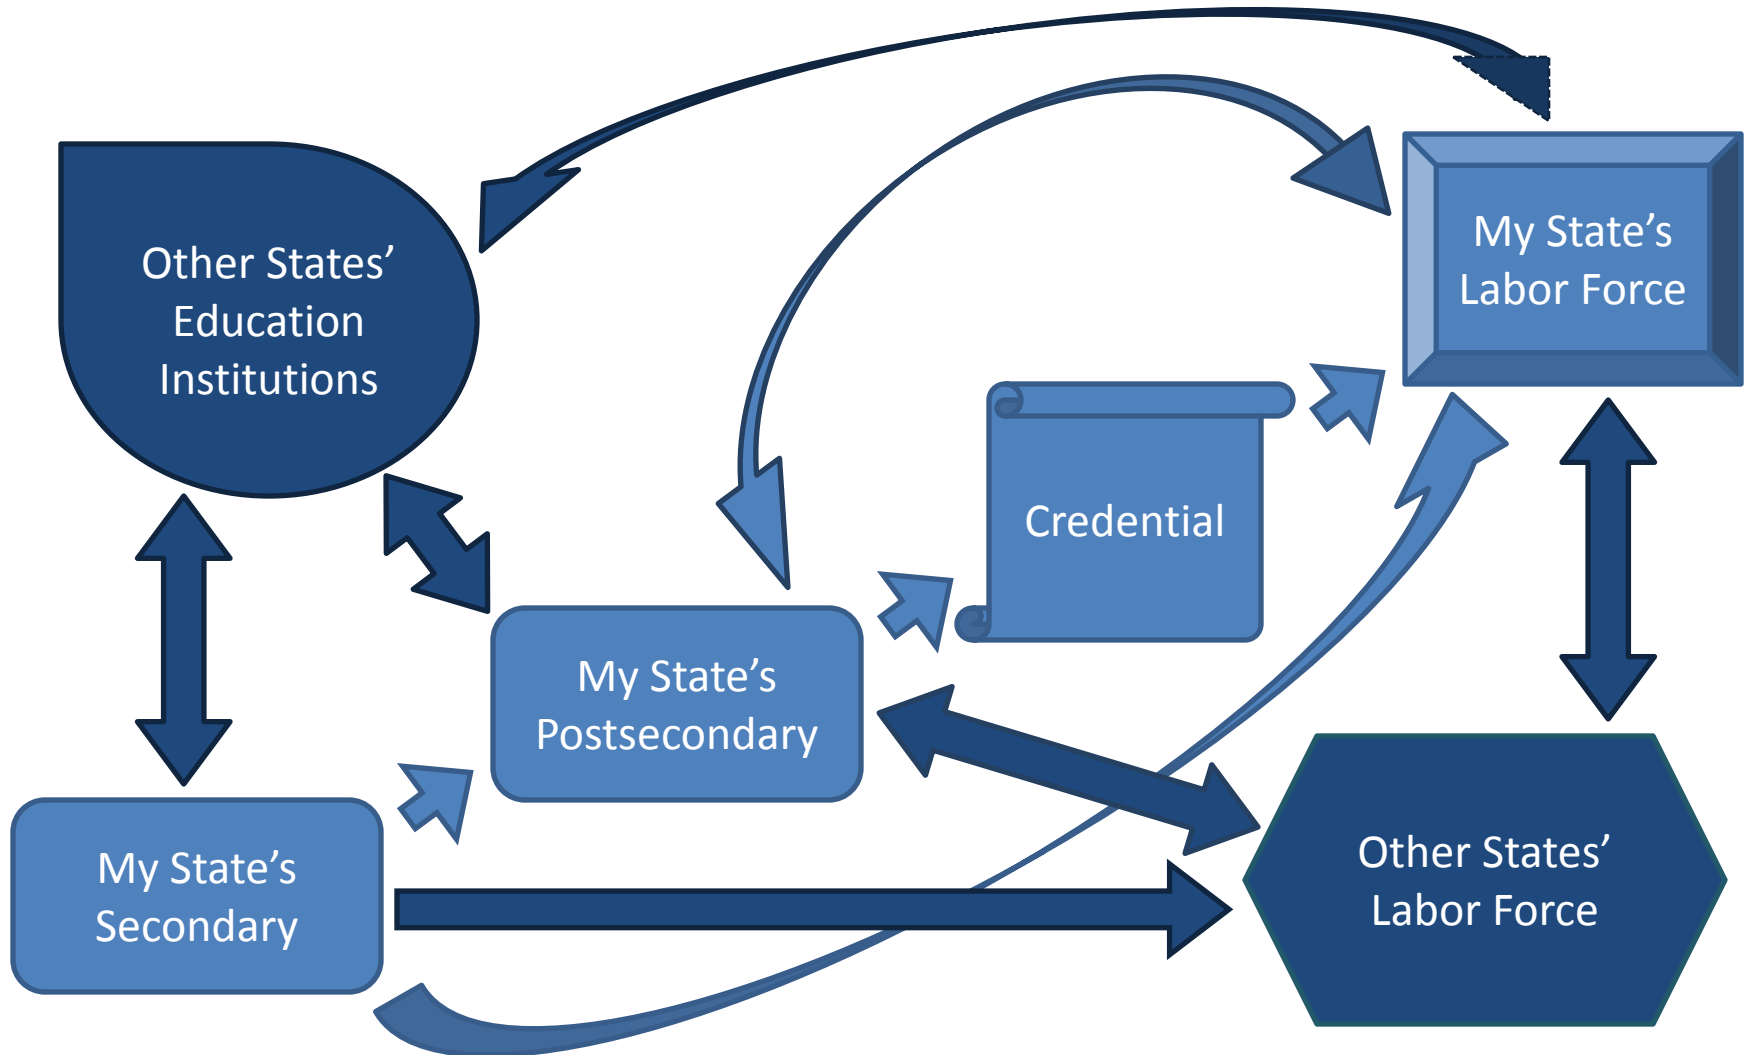 Other States’
Education
Institutions
My State’s
Labor Force
Credential
My State’s
Postsecondary
My State’s
Secondary
Other States’
Labor Force